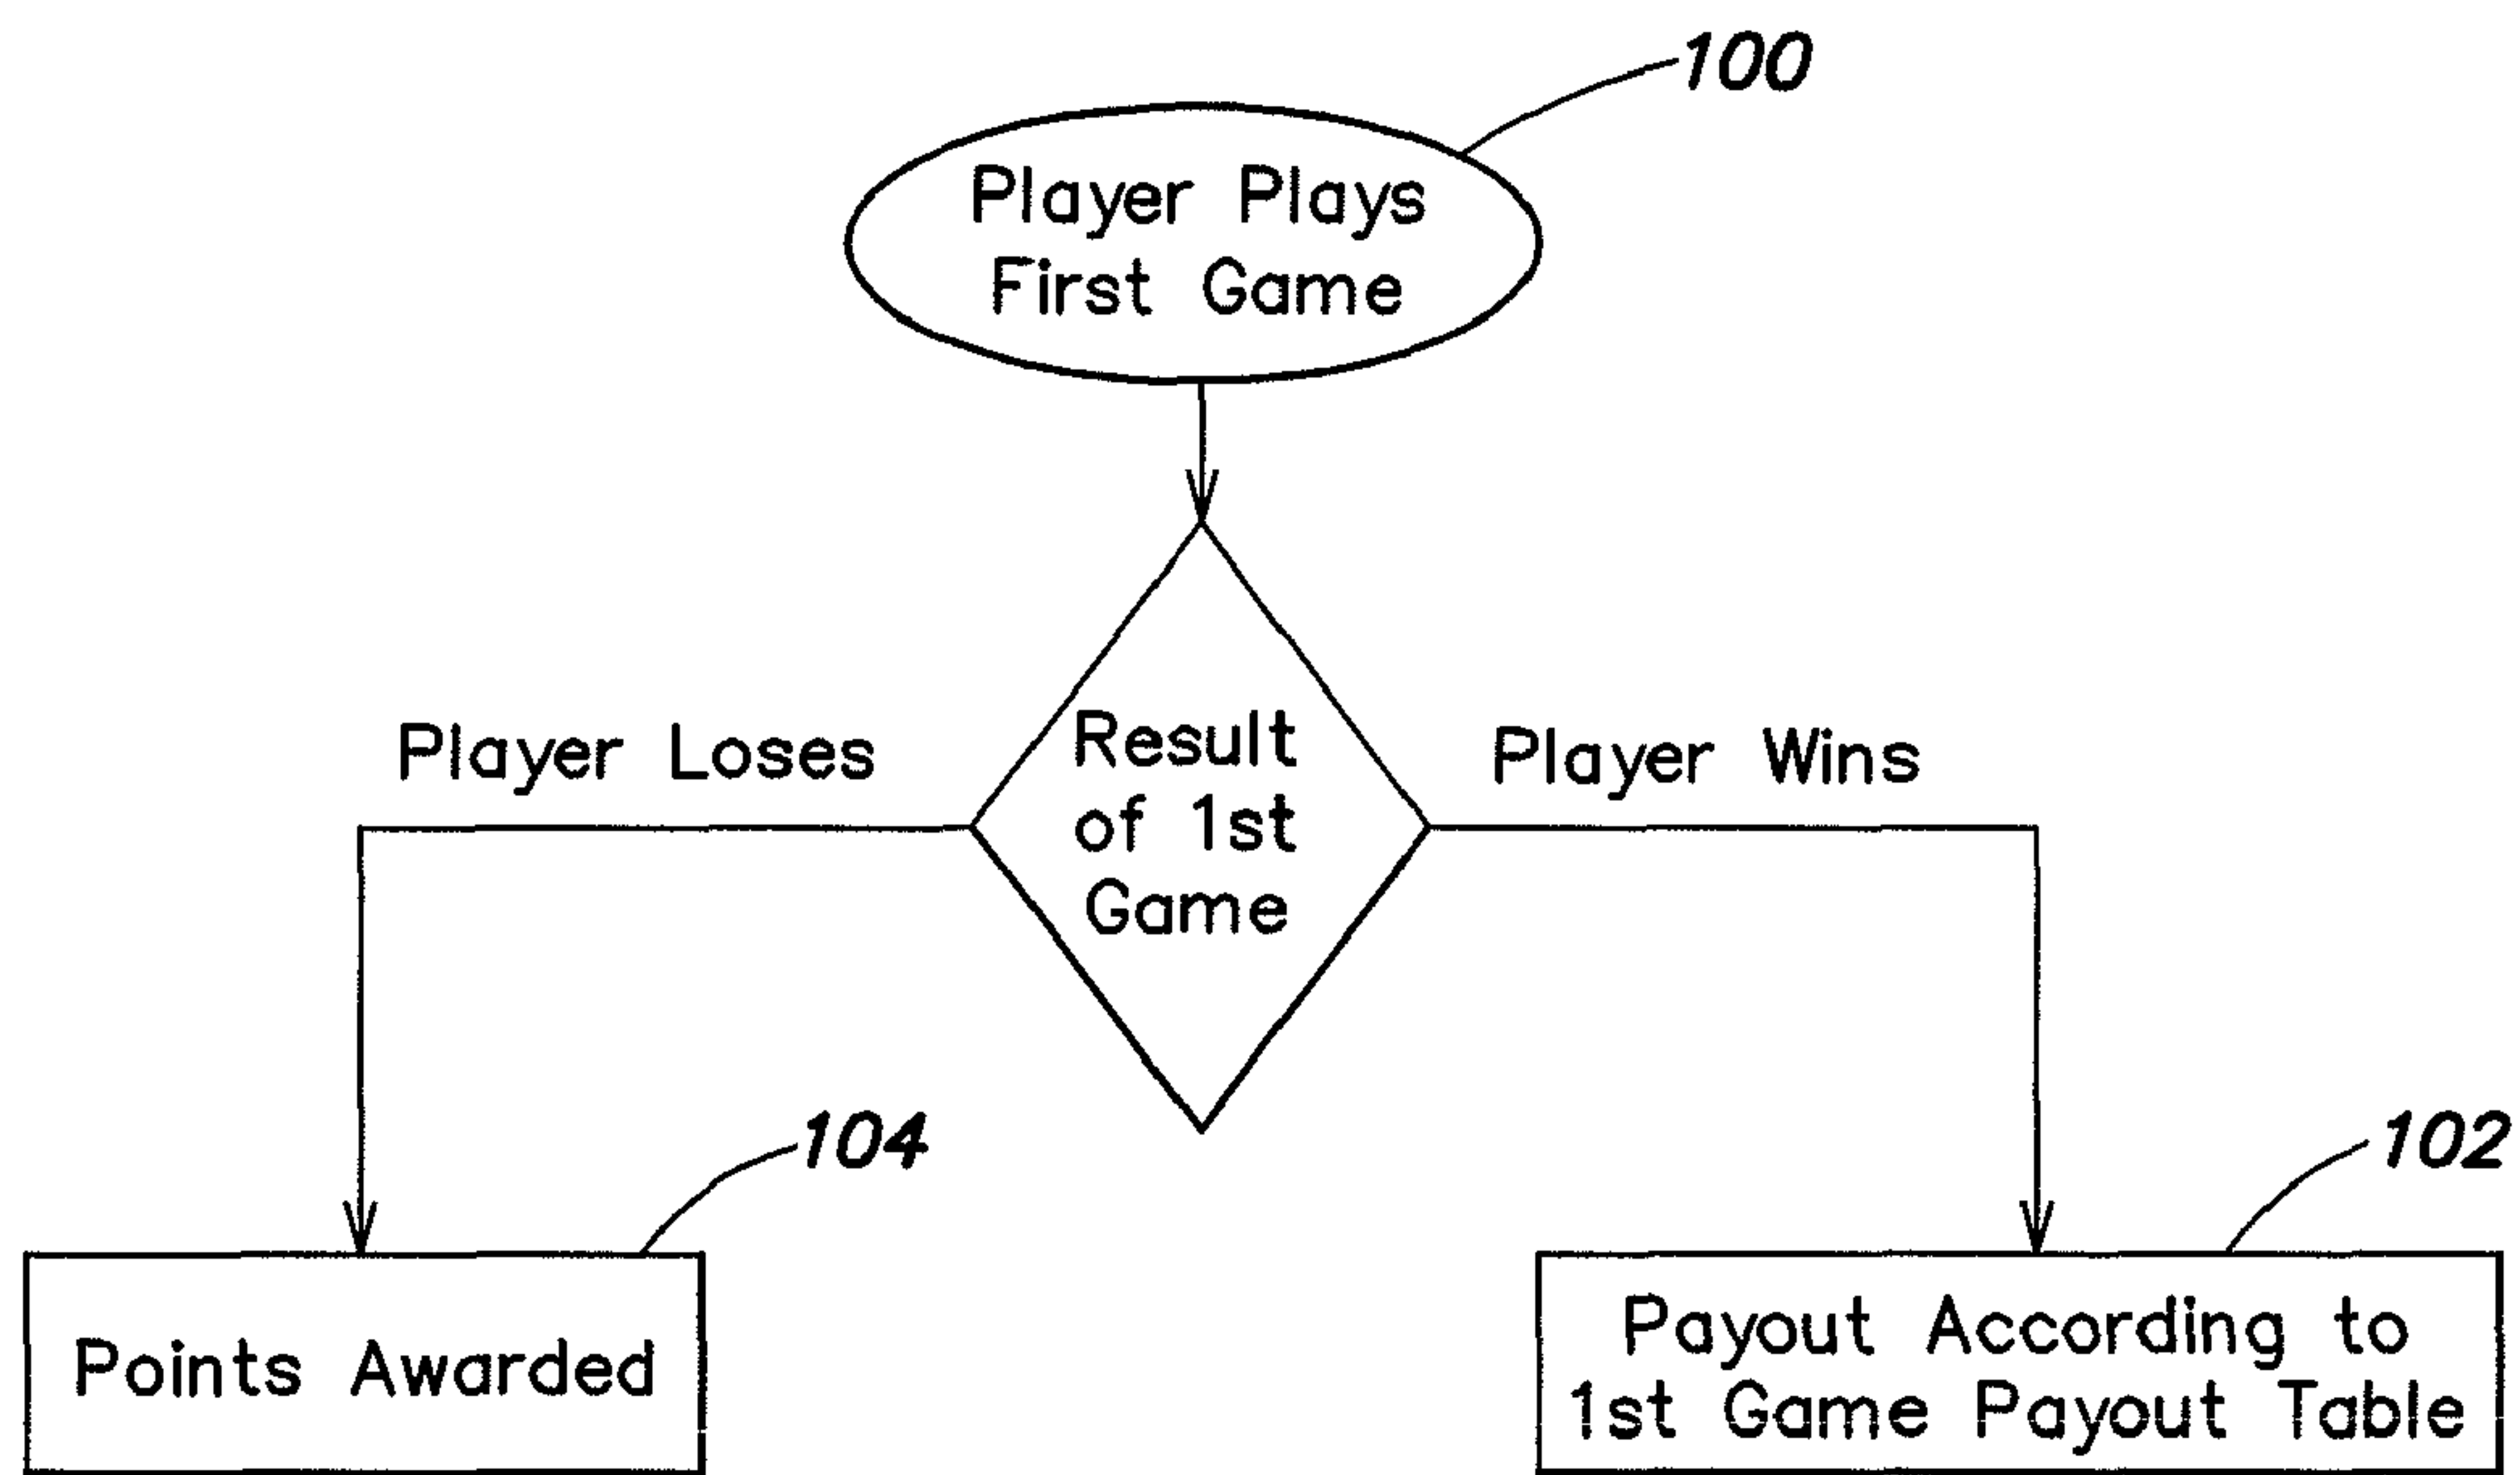 100
Player Plays
First Game
Player Loses
Result
of 1st
Game
Player Wins
104
102
Points Awarded
Payout According to
1st Game Payout Table